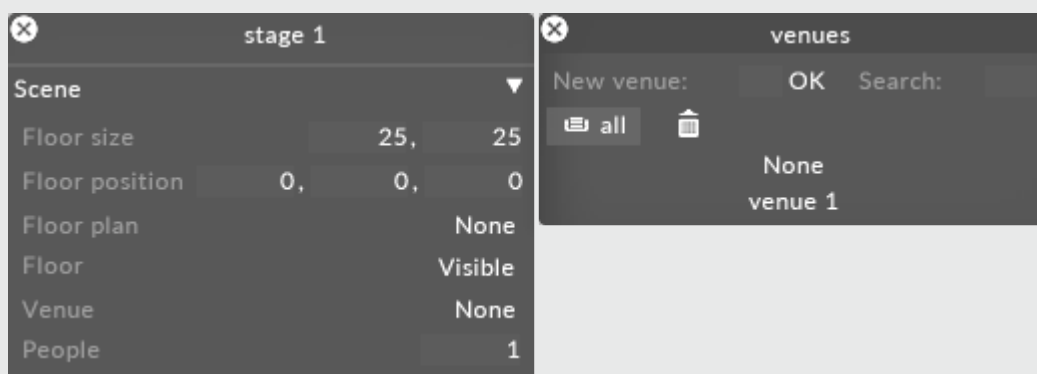 stage 1
Scene
Floor size 25, 25
Floor position 0, 0, 0
Floor plan None
Floor Visible
Venue None
People 1
venues
New venue: OK Search:
all
None
venue 1